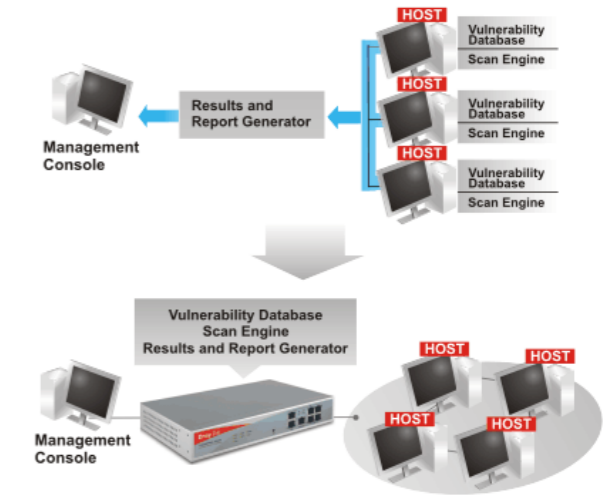 HOST
Vulnerability
Database
Scan Engine
HOST
Vulnerability
Database
Scan Engine
HOST
Vulnerability
Database
Scan Engine
Results and
Report Generator
Management
Console
Vulnerability Database
Scan Engine
Results and Report Generator
HOST
HOST
HOST
HOST
Management
Console